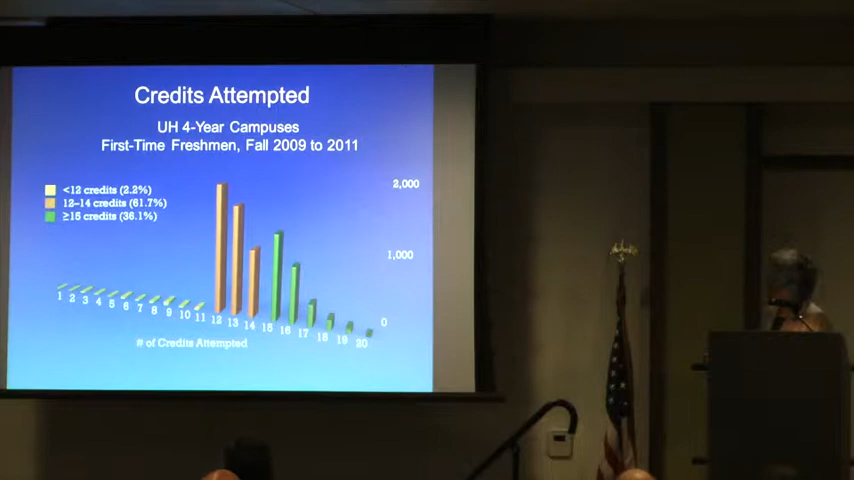 Credits Attempted
UH 4-Year Campuses
First-Time Freshmen, Fall 2009 to 2011
<12 credits (2.2%)
12–14 credits (61.7%)
≥15 credits (36.1%)
2,000
1,000
0
1 2 3 4 5 6 7 8 9 10 11 12 13 14 15 16 17 18 19 20
# of Credits Attempted